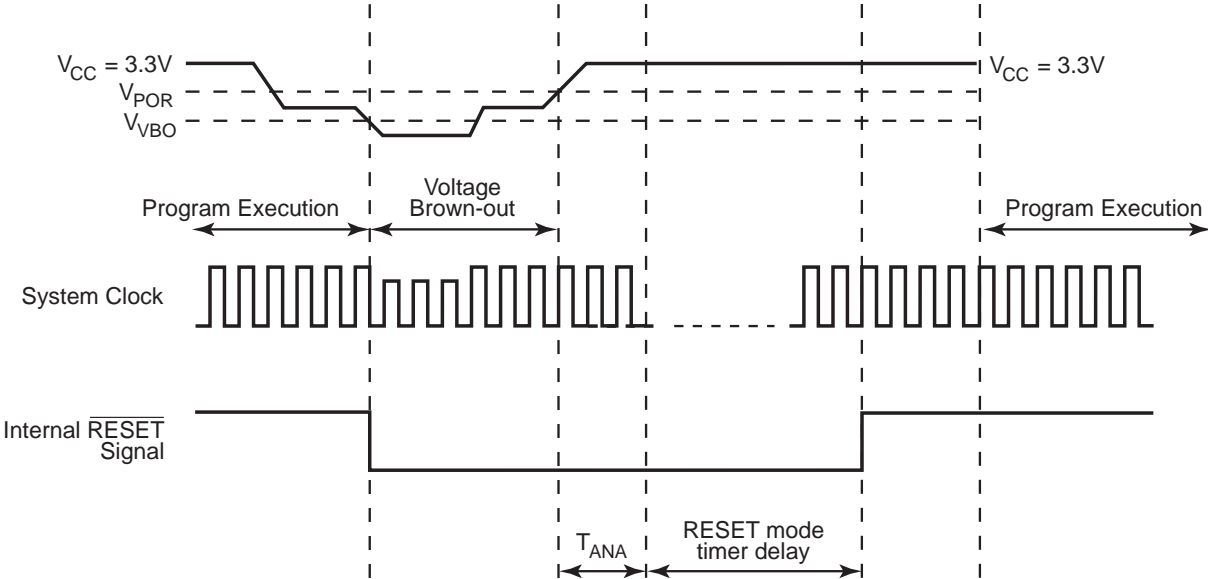 V_CC = 3.3V
V_CC = 3.3V
V_POR
V_VBO
Voltage
Program Execution
Brown-out
Program Execution
System Clock
Internal RESET
Signal
T_ANA
RESET mode
timer delay